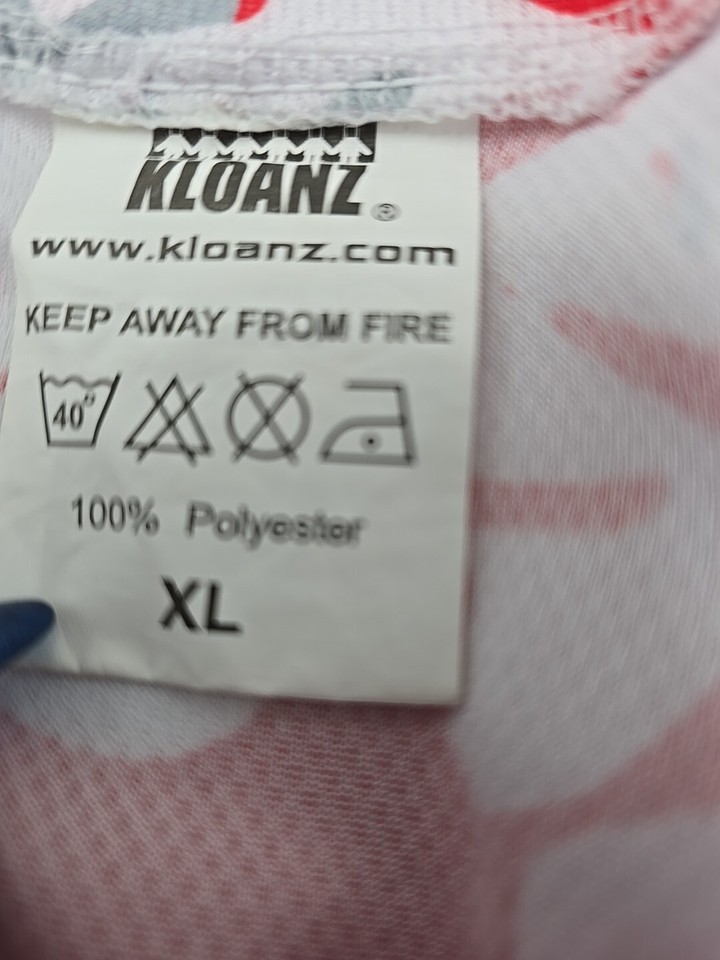 KLOANZ ®
www.kloanz.com
KEEP AWAY FROM FIRE
40°
100% Polyester
XL